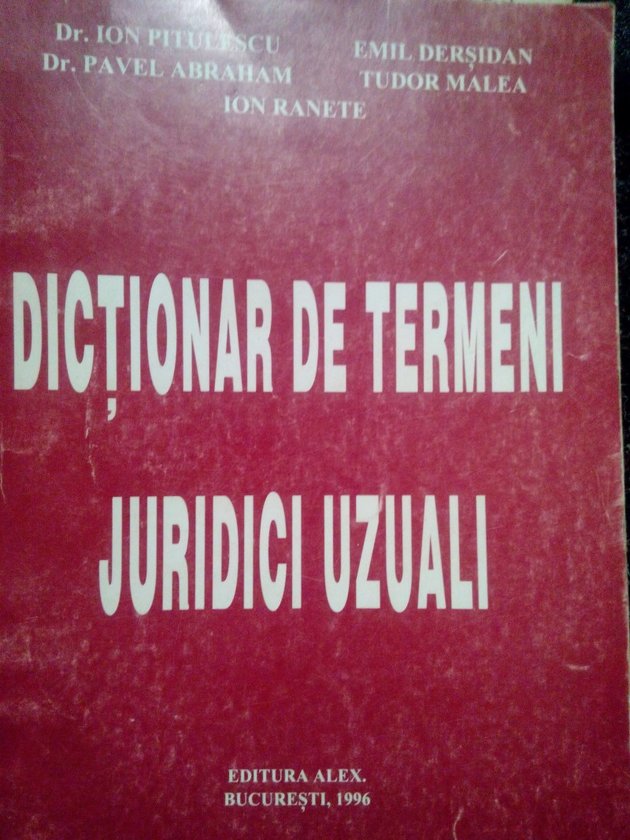 Dr. ION PITULESCU EMIL DERȘIDAN
Dr. PAVEL ABRAHAM TUDOR MALEA
ION RANETE
DICȚIONAR DE TERMENI
JURIDICI UZUALI
EDITURA ALEX.
BUCUREȘTI, 1996